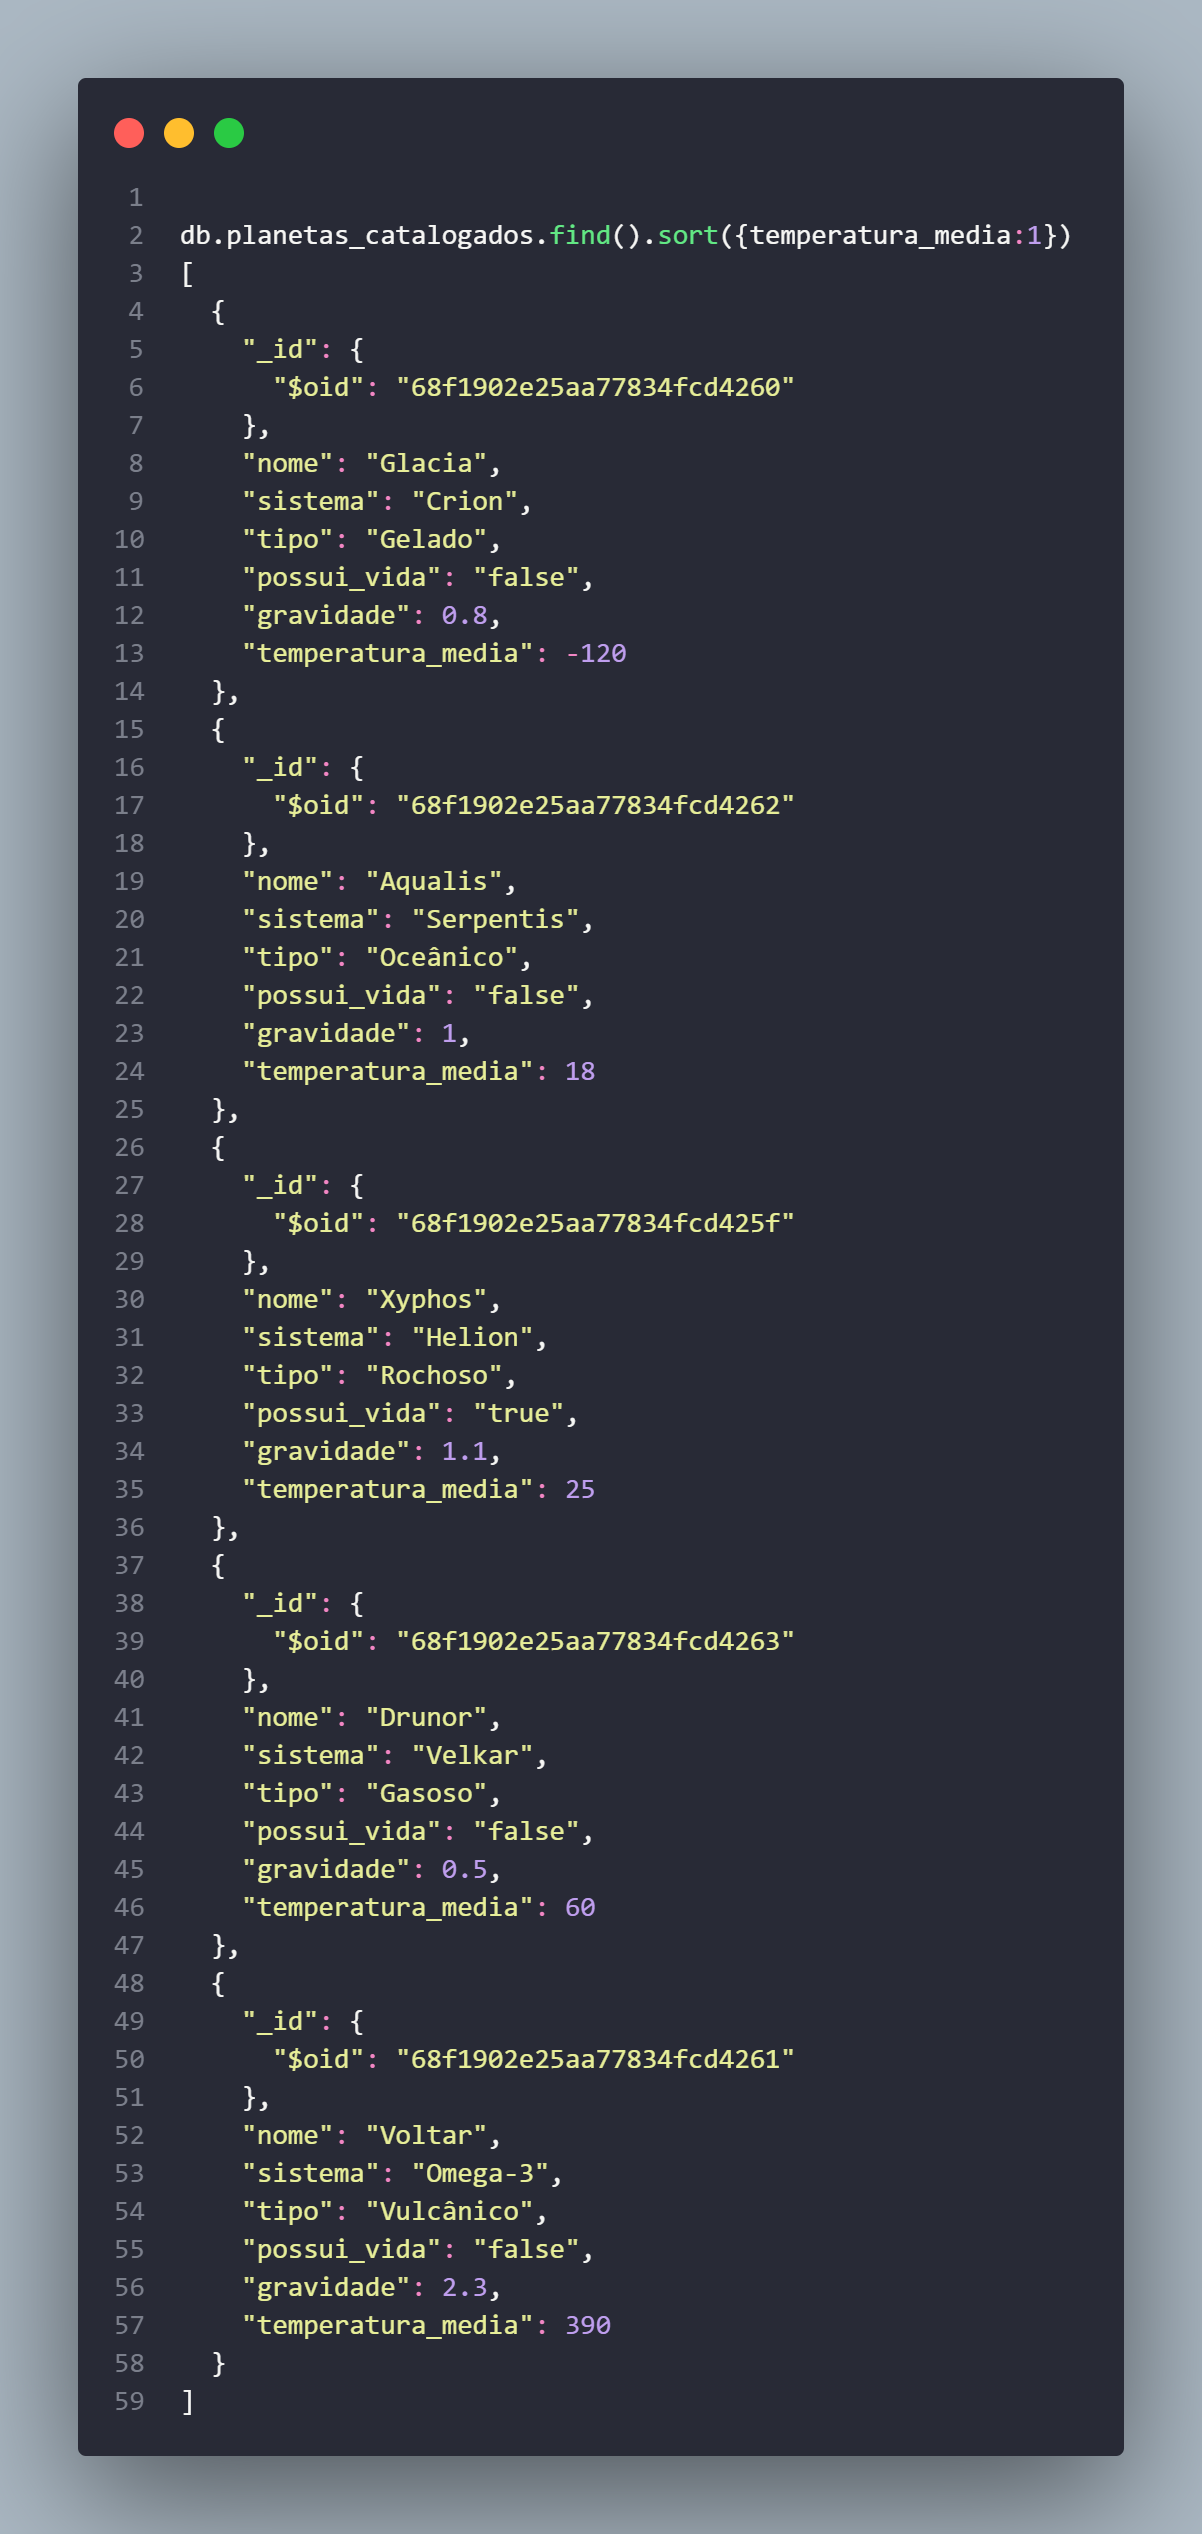 1
2 db.planetas_catalogados.find().sort({temperatura_media:1})
3 [
4   {
5     "_id": {
6       "$oid": "68f1902e25aa77834fcd4260"
7     },
8     "nome": "Glacia",
9     "sistema": "Crion",
10     "tipo": "Gelado",
11     "possui_vida": "false",
12     "gravidade": 0.8,
13     "temperatura_media": -120
14   },
15   {
16     "_id": {
17       "$oid": "68f1902e25aa77834fcd4262"
18     },
19     "nome": "Aqualis",
20     "sistema": "Serpentis",
21     "tipo": "Oceânico",
22     "possui_vida": "false",
23     "gravidade": 1,
24     "temperatura_media": 18
25   },
26   {
27     "_id": {
28       "$oid": "68f1902e25aa77834fcd425f"
29     },
30     "nome": "Xyphos",
31     "sistema": "Helion",
32     "tipo": "Rochoso",
33     "possui_vida": "true",
34     "gravidade": 1.1,
35     "temperatura_media": 25
36   },
37   {
38     "_id": {
39       "$oid": "68f1902e25aa77834fcd4263"
40     },
41     "nome": "Drunor",
42     "sistema": "Velkar",
43     "tipo": "Gasoso",
44     "possui_vida": "false",
45     "gravidade": 0.5,
46     "temperatura_media": 60
47   },
48   {
49     "_id": {
50       "$oid": "68f1902e25aa77834fcd4261"
51     },
52     "nome": "Voltar",
53     "sistema": "Omega-3",
54     "tipo": "Vulcânico",
55     "possui_vida": "false",
56     "gravidade": 2.3,
57     "temperatura_media": 390
58   }
59 ]